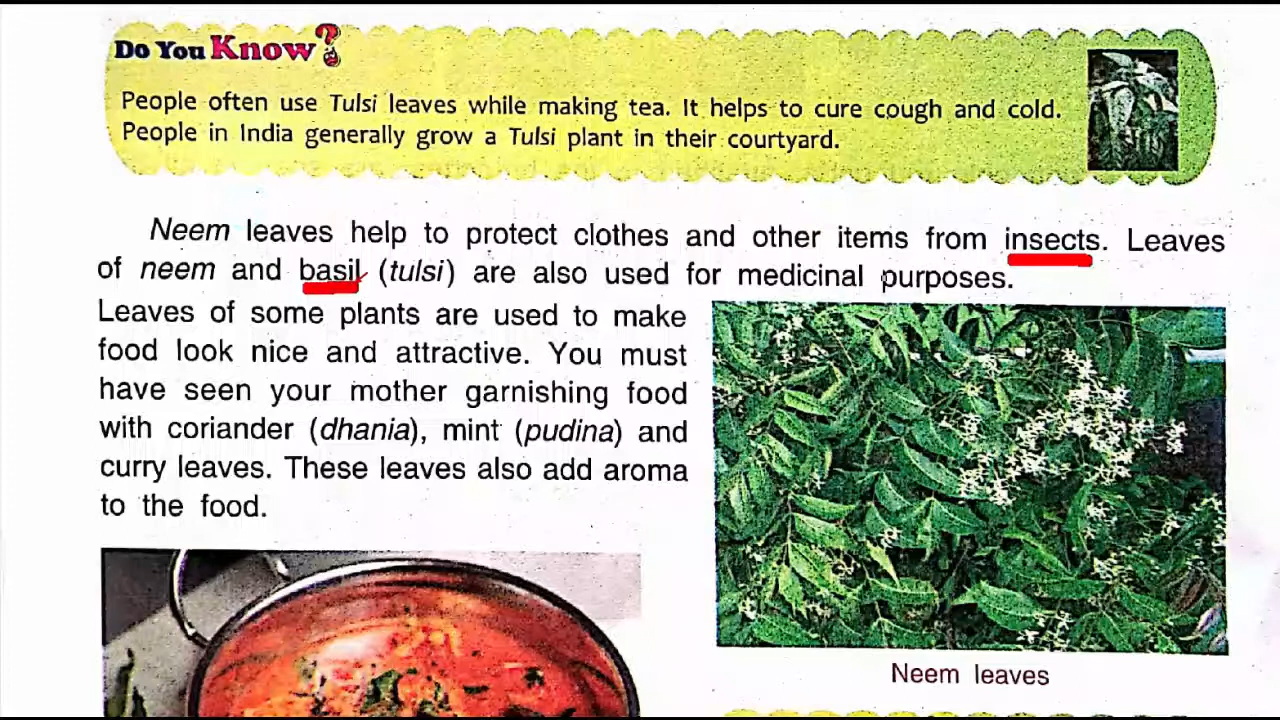 Do You Know?
People often use Tulsi leaves while making tea. It helps to cure cough and cold.
People in India generally grow a Tulsi plant in their courtyard.
Neem leaves help to protect clothes and other items from insects. Leaves
of neem and basil (tulsi) are also used for medicinal purposes.
Leaves of some plants are used to make
food look nice and attractive. You must
have seen your mother garnishing food
with coriander (dhania), mint (pudina) and
curry leaves. These leaves also add aroma
to the food.
Neem leaves